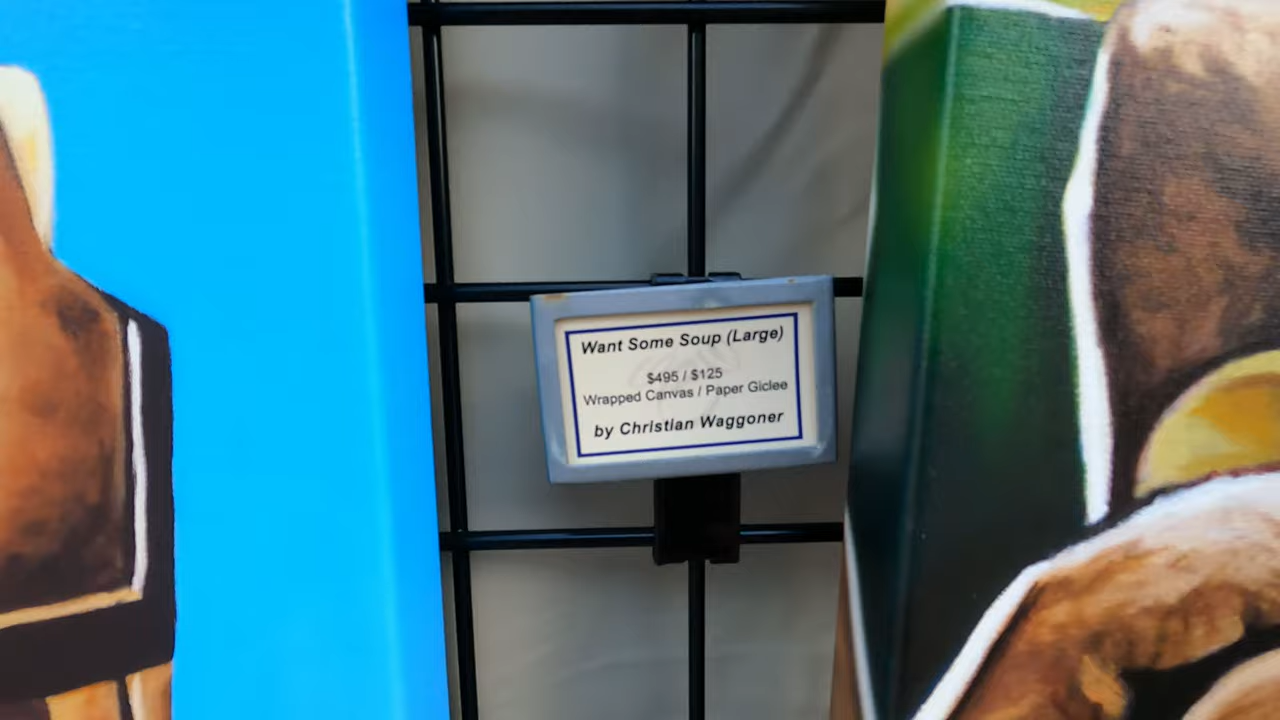 Want Some Soup (Large)
$495 / $125
Wrapped Canvas / Paper Giclee
by Christian Waggoner